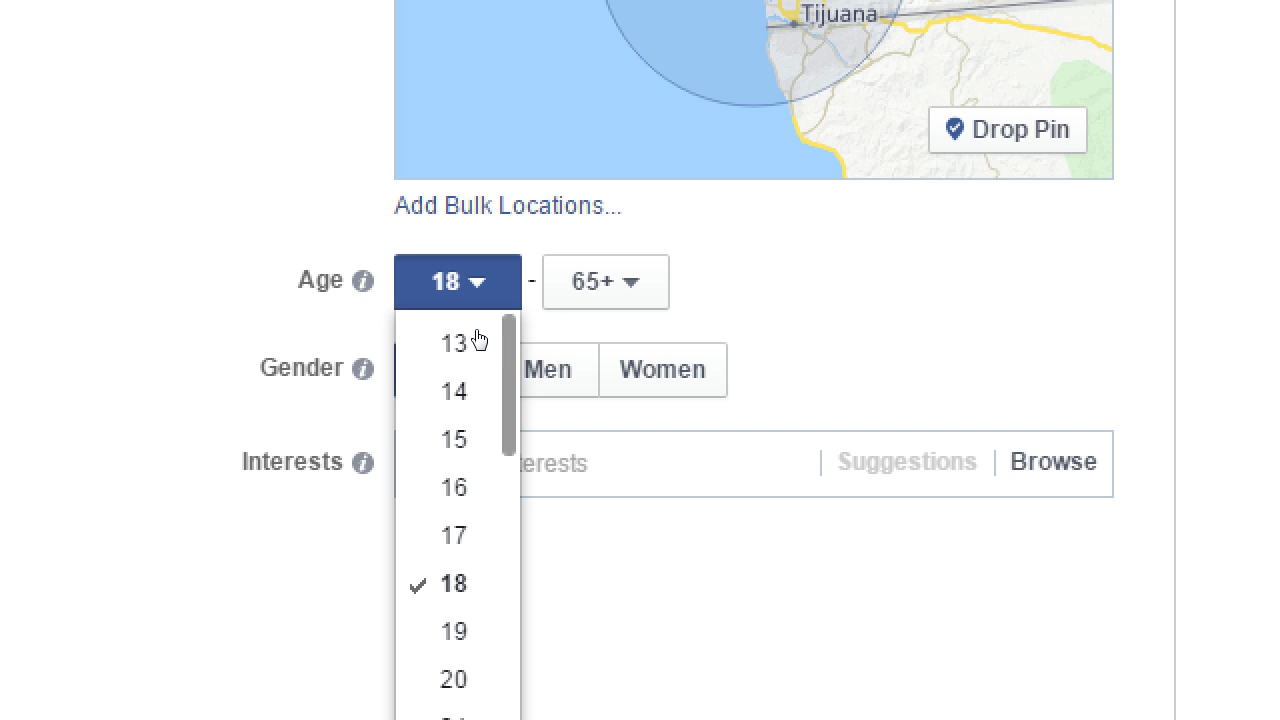 Tijuana
Drop Pin
Add Bulk Locations...
Age 18 - 65+
13
Gender Men Women
14
15
Interests terests Suggestions Browse
16
17
18
19
20